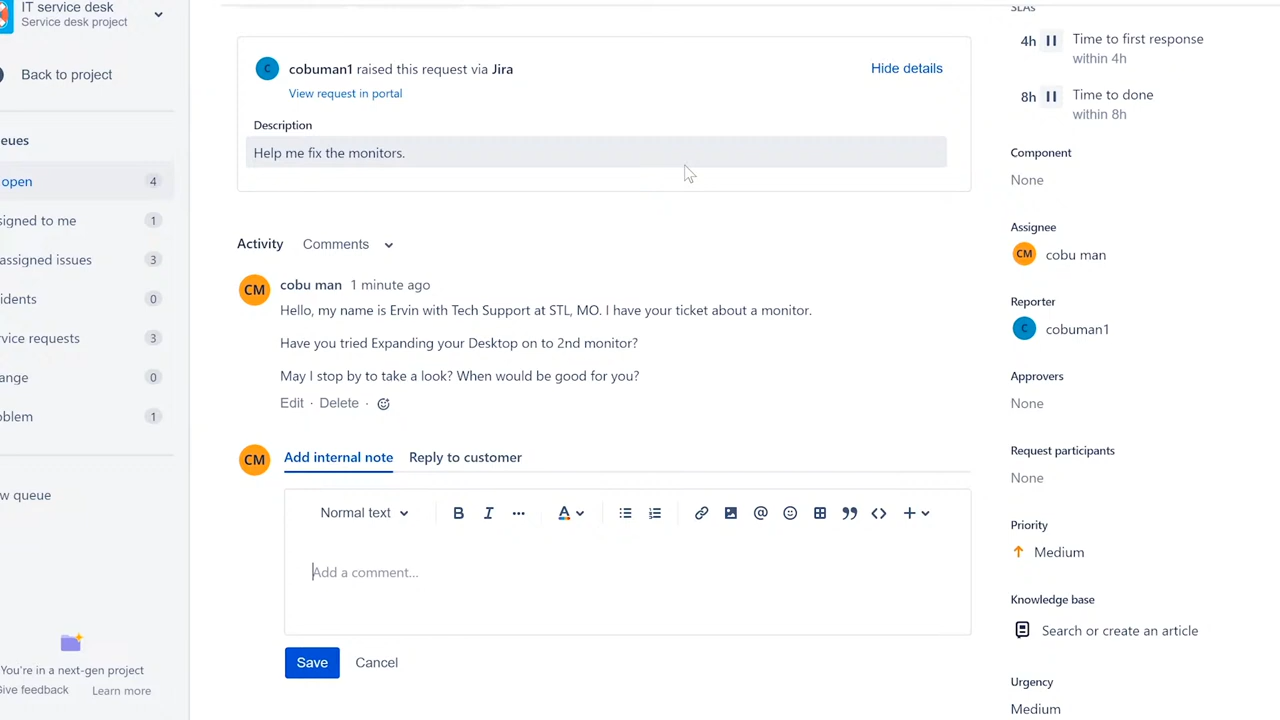 IT service desk
Service desk project
Back to project
eues
open 4
signed to me 1
assigned issues 3
idents 0
vice requests 3
ange 0
oblem 1
w queue
You're in a next-gen project
Give feedback Learn more
C cobuman1 raised this request via Jira
Hide details
View request in portal
Description
Help me fix the monitors.
Activity Comments
CM cobu man 1 minute ago
Hello, my name is Ervin with Tech Support at STL, MO. I have your ticket about a monitor.
Have you tried Expanding your Desktop on to 2nd monitor?
May I stop by to take a look? When would be good for you?
Edit · Delete ·
CM Add internal note Reply to customer
Normal text B I ... A @
Add a comment...
Save Cancel
SLAs
4h Time to first response
within 4h
8h Time to done
within 8h
Component
None
Assignee
CM cobu man
Reporter
C cobuman1
Approvers
None
Request participants
None
Priority
Medium
Knowledge base
Search or create an article
Urgency
Medium